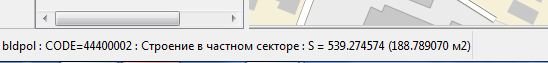 bldpol : CODE=44400002 : Строение в частном секторе : S = 539.274574 (188.789070 м2)